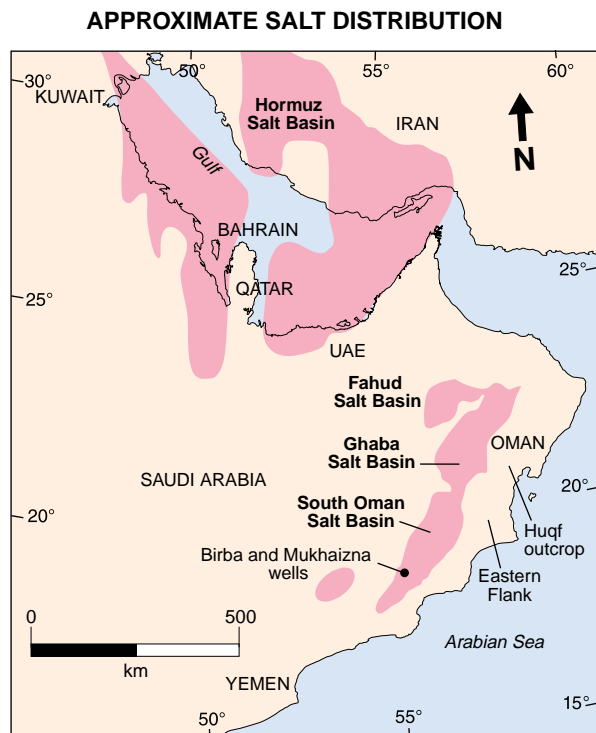 APPROXIMATE SALT DISTRIBUTION
30°
50°
55°
60°
KUWAIT
Hormuz
Salt Basin
IRAN
N
Gulf
BAHRAIN
QATAR
25°
25°
UAE
Fahud
Salt Basin
OMAN
Ghaba
Salt Basin
SAUDI ARABIA
South Oman
Salt Basin
20°
20°
Huqf
outcrop
Birba and Mukhaizna
wells
Eastern
Flank
0
500
km
Arabian Sea
YEMEN
15°
50°
55°